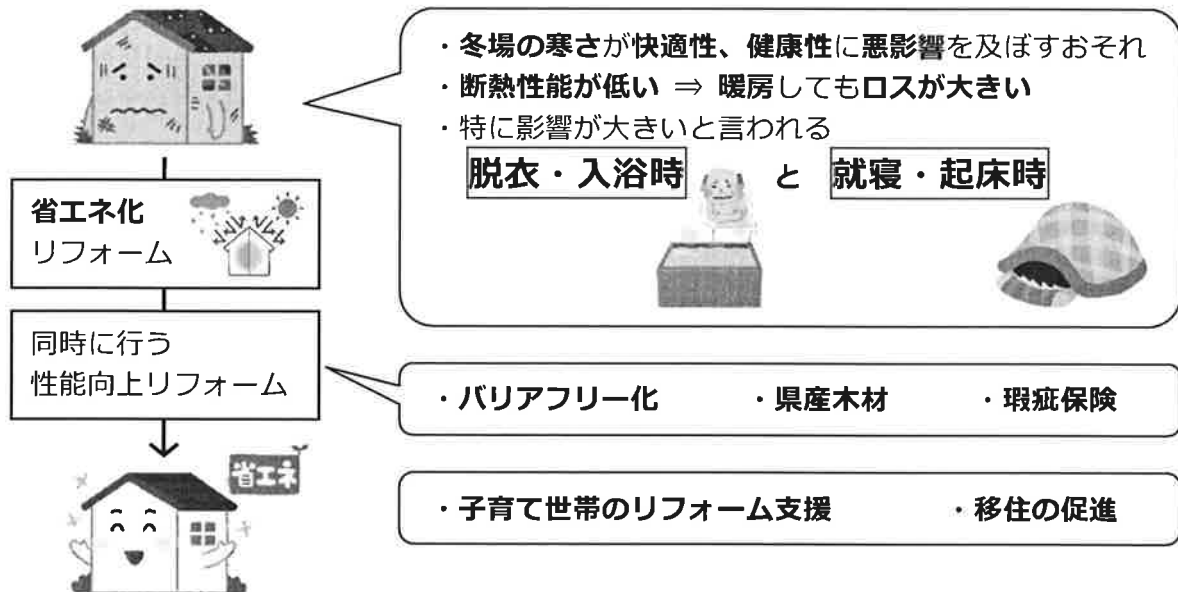 ・冬場の寒さが快適性、健康性に悪影響を及ぼすおそれ
・断熱性能が低い ⇒ 暖房してもロスが大きい
・特に影響が大きいと言われる
脱衣・入浴時 と 就寝・起床時
省エネ化
リフォーム
同時に行う
性能向上リフォーム
・バリアフリー化 ・県産木材 ・瑕疵保険
省エネ
・子育て世帯のリフォーム支援 ・移住の促進